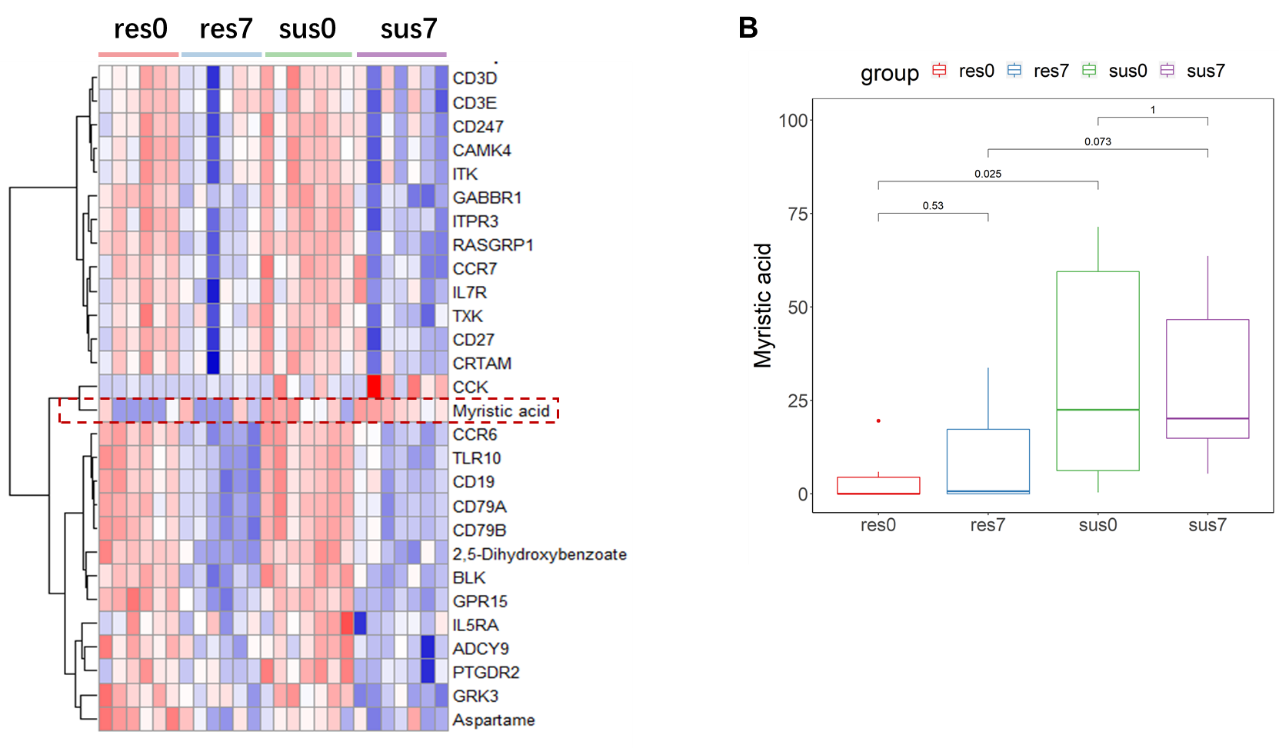 res0 res7 sus0 sus7
CD3D
CD3E
CD247
CAMK4
ITK
GABBR1
ITPR3
RASGRP1
CCR7
IL7R
TXK
CD27
CRTAM
CCK
Myristic acid
CCR6
TLR10
CD19
CD79A
CD79B
2,5-Dihydroxybenzoate
BLK
GPR15
IL5RA
ADCY9
PTGDR2
GRK3
Aspartame
B
group res0 res7 sus0 sus7
Myristic acid
100
75
50
25
0
1
0.073
0.025
0.53
res0 res7 sus0 sus7